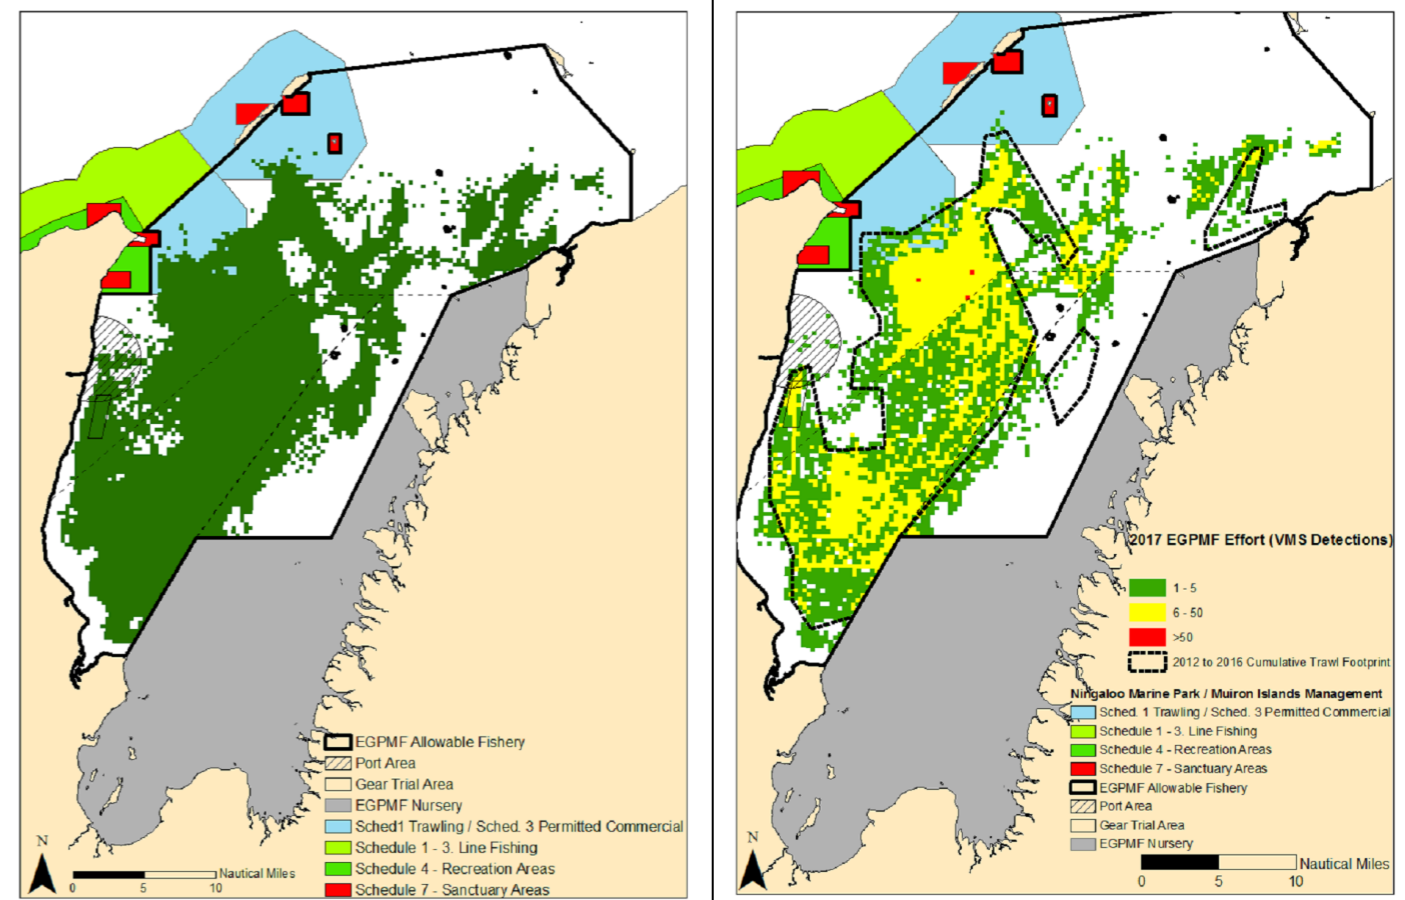 EGPMF Allowable Fishery
Port Area
Gear Trial Area
EGPMF Nursery
Sched1 Trawling / Sched. 3 Permitted Commercial
Schedule 1 - 3. Line Fishing
Schedule 4 - Recreation Areas
Schedule 7 - Sanctuary Areas
N
Nautical Miles
0 5 10
2017 EGPMF Effort (VMS Detections)
1 - 5
6 - 50
>50
2012 to 2016 Cumulative Trawl Footprint
Ningaloo Marine Park / Muiron Islands Management
Sched. 1 Trawling / Sched. 3 Permitted Commercial
Schedule 1 - 3. Line Fishing
Schedule 4 - Recreation Areas
Schedule 7 - Sanctuary Areas
EGPMF Allowable Fishery
Port Area
Gear Trial Area
EGPMF Nursery
N
Nautical Miles
0 5 10